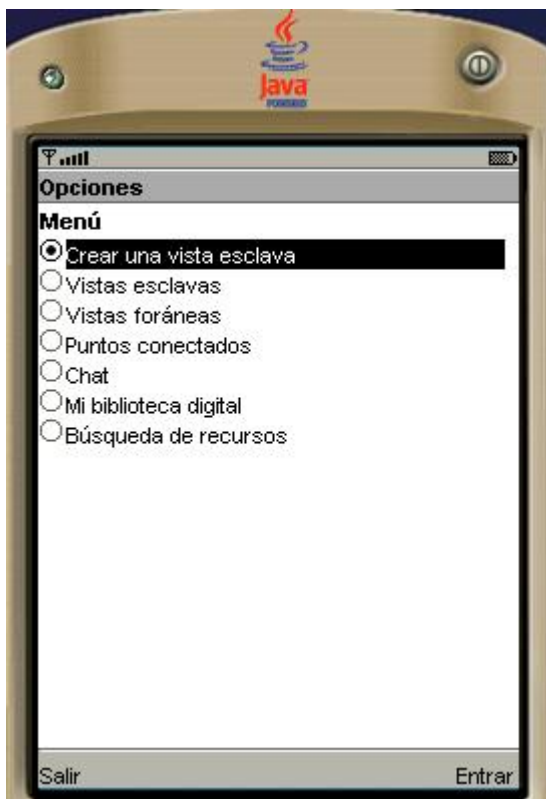 Java
POWERED
Opciones
Menú
Crear una vista esclava
Vistas esclavas
Vistas foráneas
Puntos conectados
Chat
Mi biblioteca digital
Búsqueda de recursos
Salir Entrar